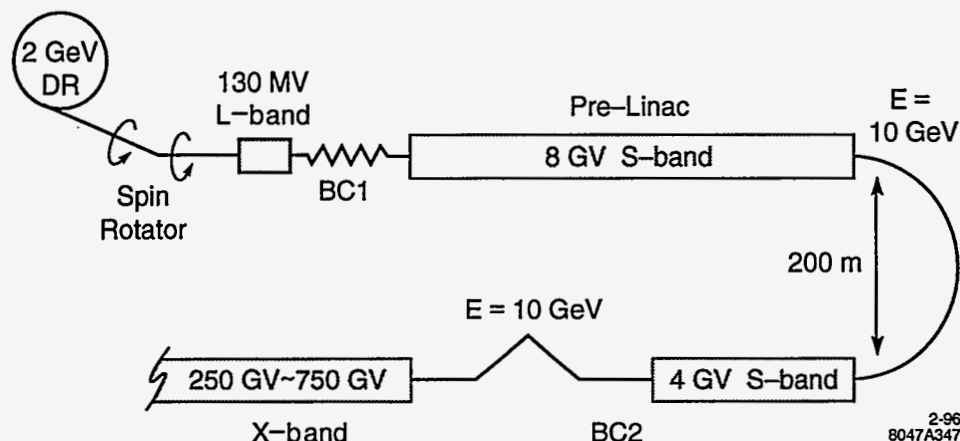 2 GeV
DR
130 MV
L–band
Pre–Linac
E =
10 GeV
8 GV S–band
BC1
Spin
Rotator
200 m
E = 10 GeV
250 GV~750 GV
4 GV S–band
X–band
BC2
2-96
8047A347